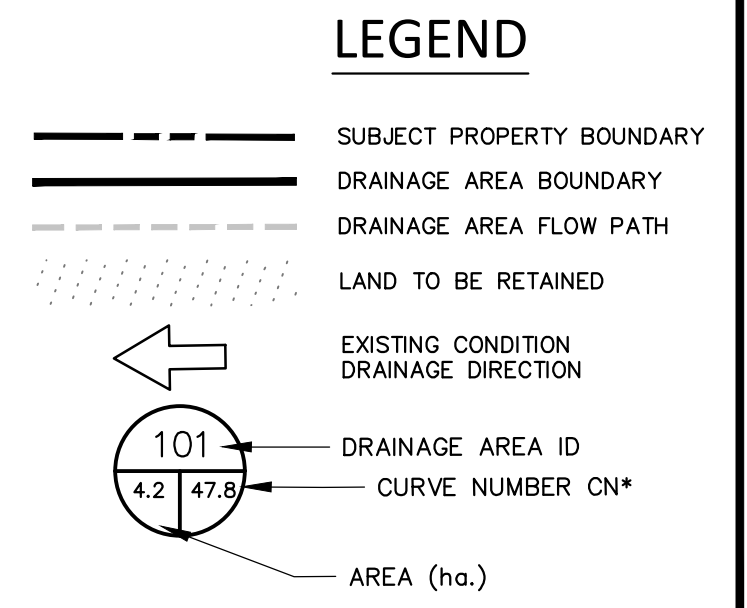 LEGEND
SUBJECT PROPERTY BOUNDARY
DRAINAGE AREA BOUNDARY
DRAINAGE AREA FLOW PATH
LAND TO BE RETAINED
EXISTING CONDITION
DRAINAGE DIRECTION
101 DRAINAGE AREA ID
4.2 47.8 CURVE NUMBER CN*
AREA (ha.)